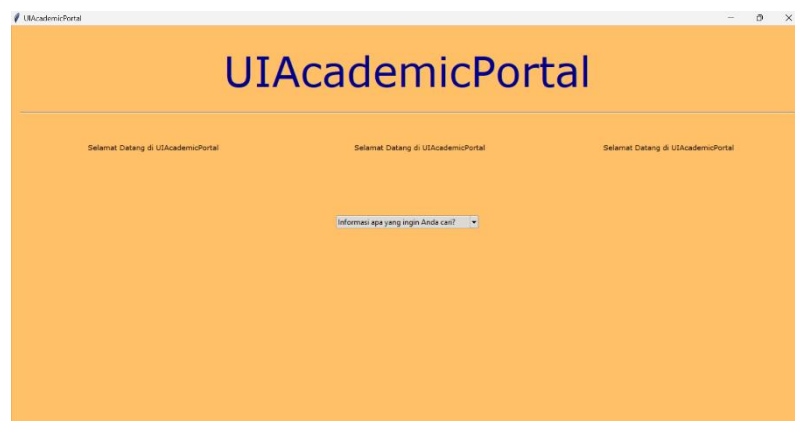 UIAcademicPortal
UIAcademicPortal
Selamat Datang di UIAcademicPortal Selamat Datang di UIAcademicPortal Selamat Datang di UIAcademicPortal
Informasi apa yang ingin Anda cari?